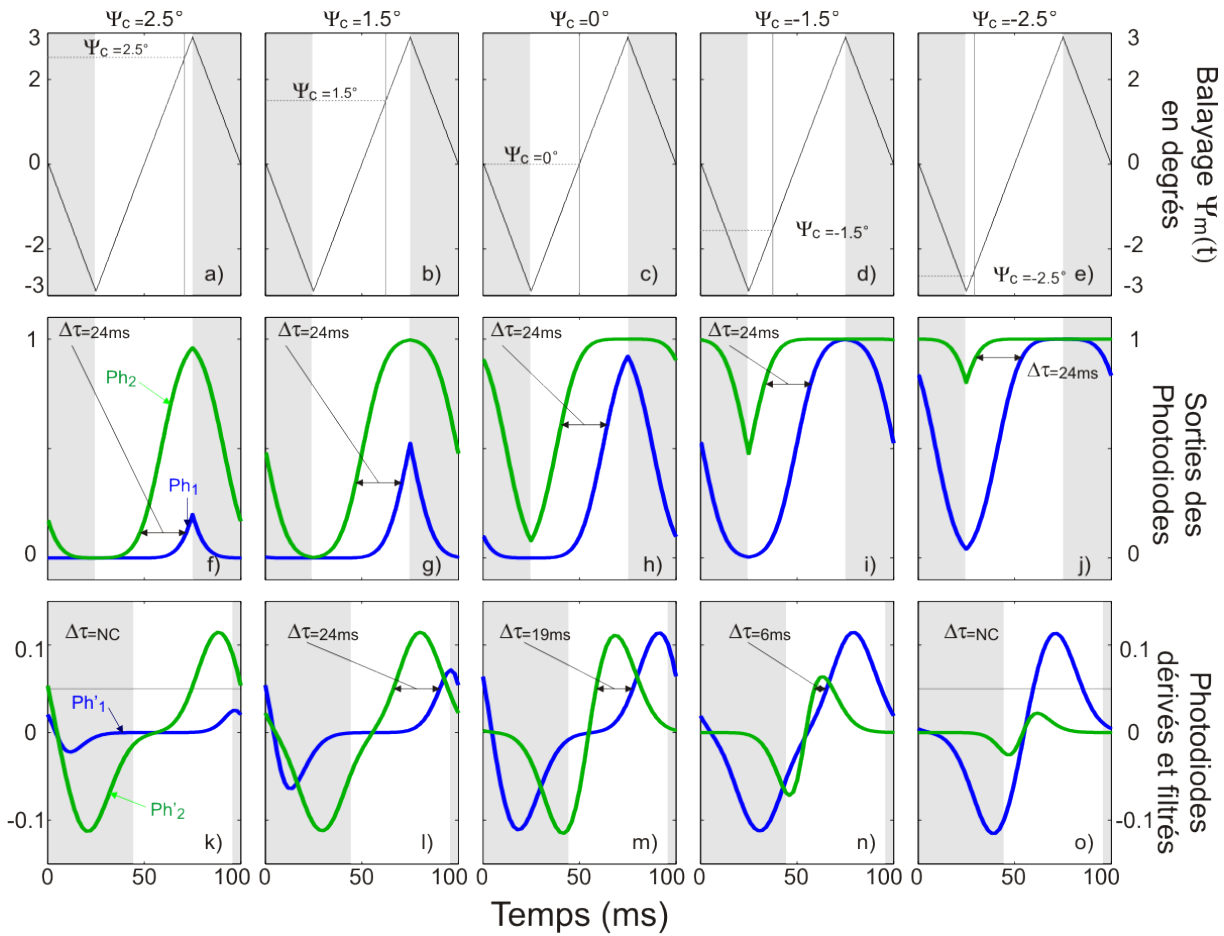 Ψc =2.5°
Ψc =1.5°
Ψc =0°
Ψc =-1.5°
Ψc =-2.5°
3
2
0
-2
-3
Ψc =2.5°
a)
Ψc =1.5°
b)
Ψc =0°
c)
Ψc =-1.5°
d)
Ψc =-2.5°
e)
3
2
0
-2
-3
Balayage Ψm(t)
en degrés
1
0
Δτ=24ms
Ph2
Ph1
f)
Δτ=24ms
g)
Δτ=24ms
h)
Δτ=24ms
i)
Δτ=24ms
j)
1
0
Sorties des
Photodiodes
0.1
0
-0.1
Δτ=NC
Ph'1
Ph'2
k)
Δτ=24ms
l)
Δτ=19ms
m)
Δτ=6ms
n)
Δτ=NC
o)
0.1
0
-0.1
Photodiodes
dérivés et filtrés
0 50 100
0 50 100
0 50 100
0 50 100
0 50 100
Temps (ms)